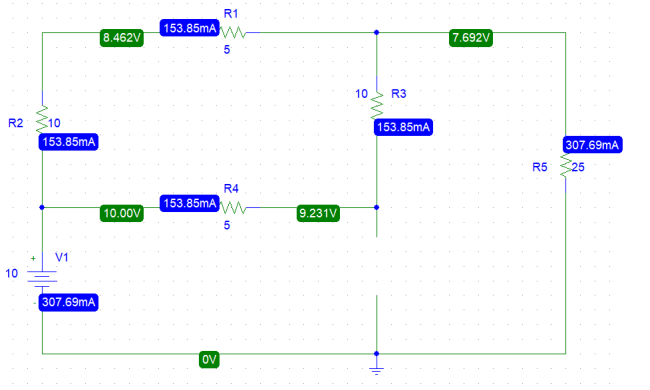 R1
153.85mA
8.462V
7.692V
5
10
R3
R2
10
153.85mA
153.85mA
307.69mA
R5
25
R4
153.85mA
10.00V
9.231V
5
+
V1
10
-
307.69mA
0V